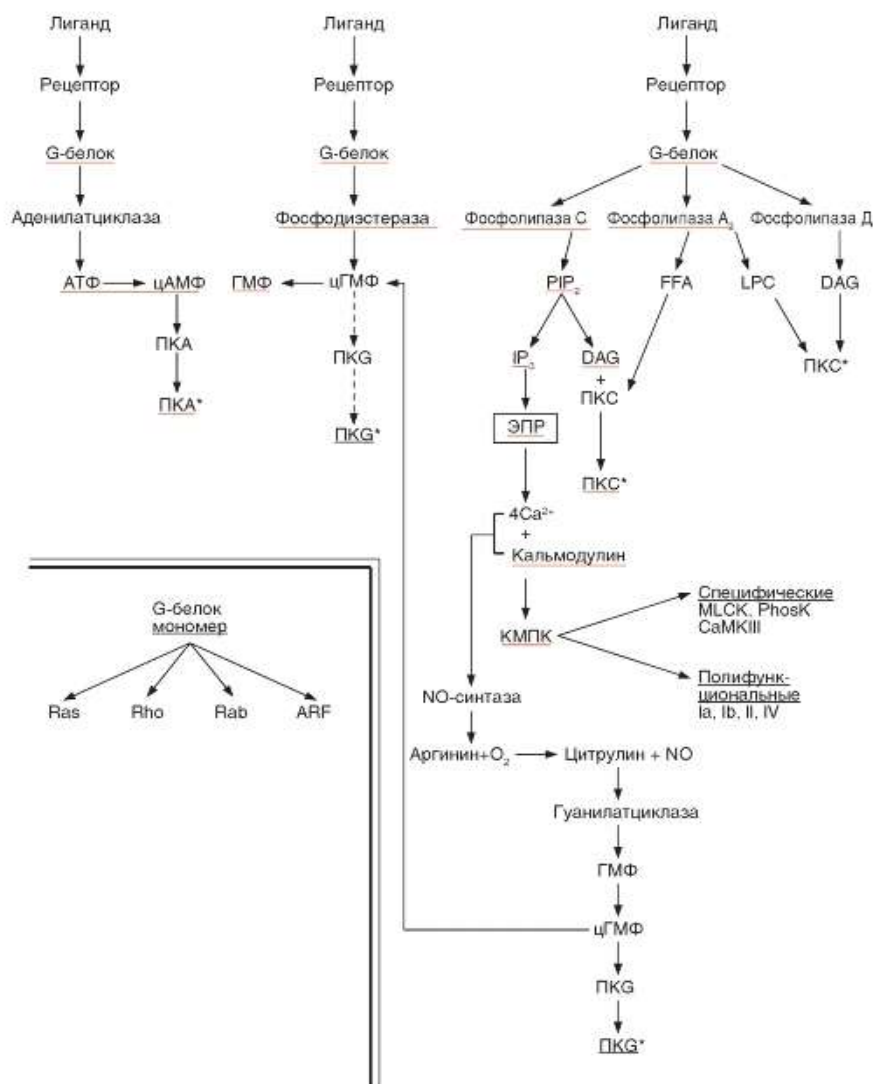 Лиганд
Рецептор
G-белок
Аденилатциклаза
АТФ
цАМФ
ПКА
ПКА*
Лиганд
Рецептор
G-белок
Фосфодиэстераза
ГМФ
цГМФ
ПКG
ПКG*
Лиганд
Рецептор
G-белок
Фосфолипаза С
Фосфолипаза А₂
Фосфолипаза Д
PIP₂
FFA
LPC
DAG
IP₃
DAG
+
ПКС
ПКС*
ЭПР
ПКС*
4Ca²⁺
+
Кальмодулин
КМПК
Специфические
MLCK. PhosK
CaMKIII
Полифунк-
циональные
Ia, Ib, II, IV
NO-синтаза
Аргинин+O₂
Цитрулин + NO
Гуанилатциклаза
ГМФ
цГМФ
ПКG
ПКG*
G-белок
мономер
Ras
Rho
Rab
ARF